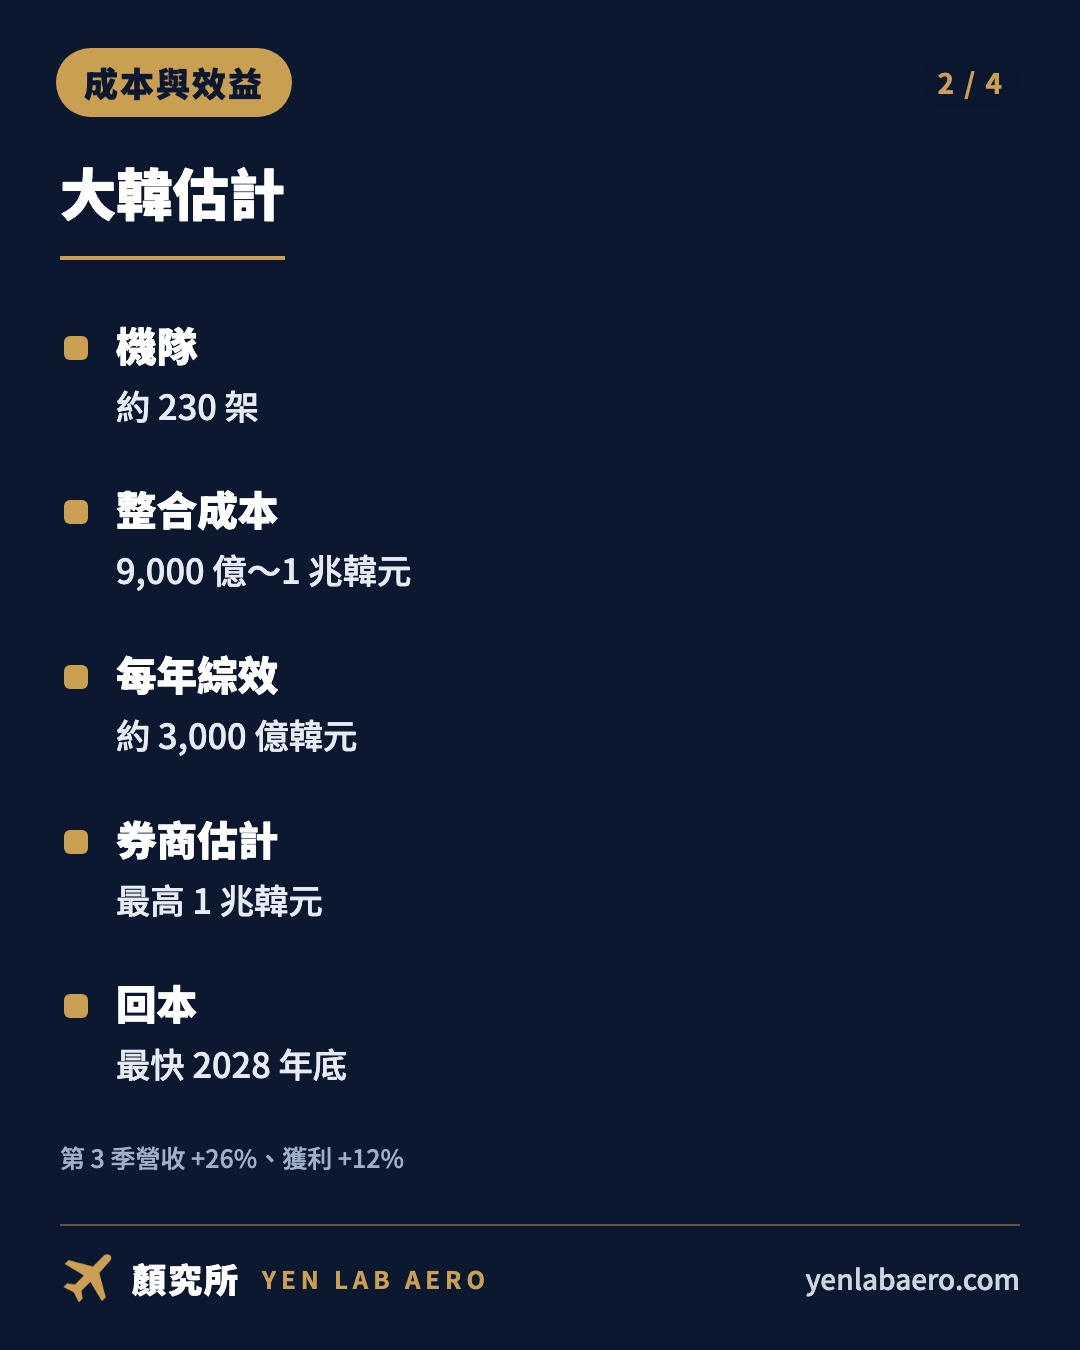 成本與效益
2 / 4
大韓估計
機隊
約 230 架
整合成本
9,000 億～1 兆韓元
每年綜效
約 3,000 億韓元
券商估計
最高 1 兆韓元
回本
最快 2028 年底
第 3 季營收 +26%、獲利 +12%
顏究所 YEN LAB AERO
yenlabaero.com